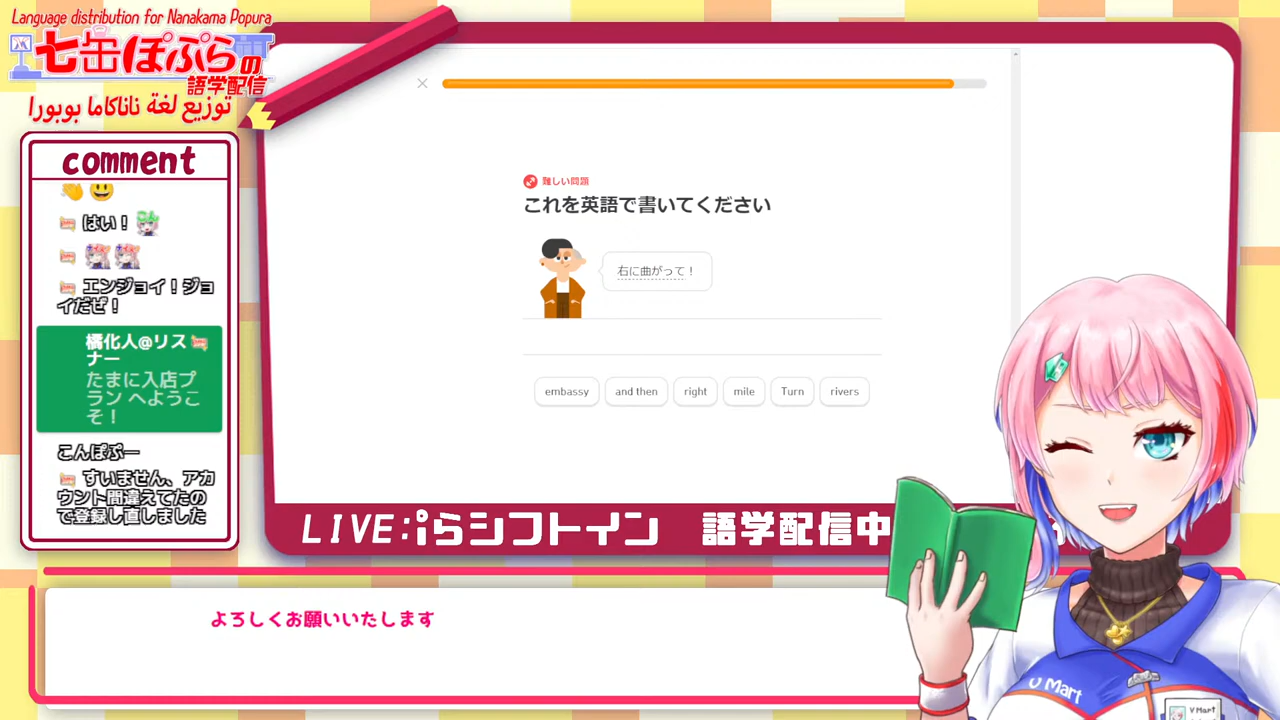 Language distribution for Nanakama Popura
七缶ぽぷらの
語学配信
توزيع لغة ناناكاما بوبورا
comment
👏😃
はい！
エンジョイ！ジョ
イだぜ！
橘化人@リス
ナー
たまに入店プ
ラン へようこ
そ！
こんぽぷー
すいません、アカ
ウント間違えてたの
で登録し直しました
難しい問題
これを英語で書いてください
右に曲がって！
embassy
and then
right
mile
Turn
rivers
LIVE:iらシフトイン 語学配信中
よろしくお願いいたします
V Mart
V Mart